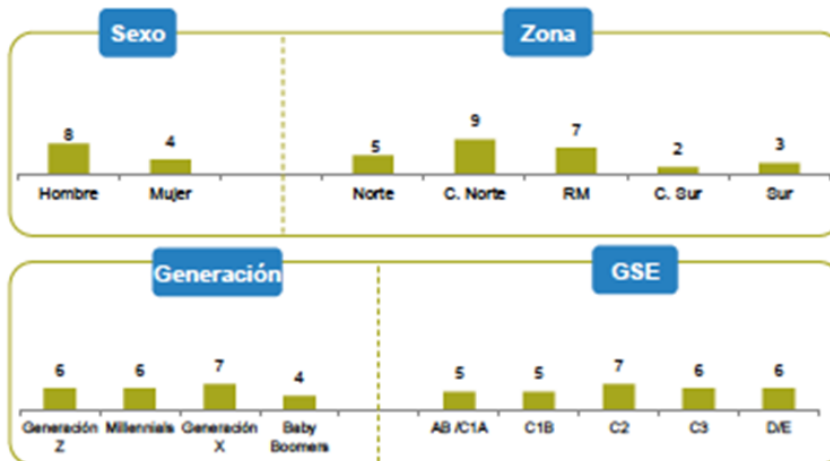 Sexo
Zona
8 4 5 9 7 2 3
Hombre Mujer Norte C. Norte RM C. Sur Sur
Generación
GSE
6 6 7 4 5 5 7 6 6
Generación Z Millennials Generación X Baby Boomers AB /C1A C1B C2 C3 D/E